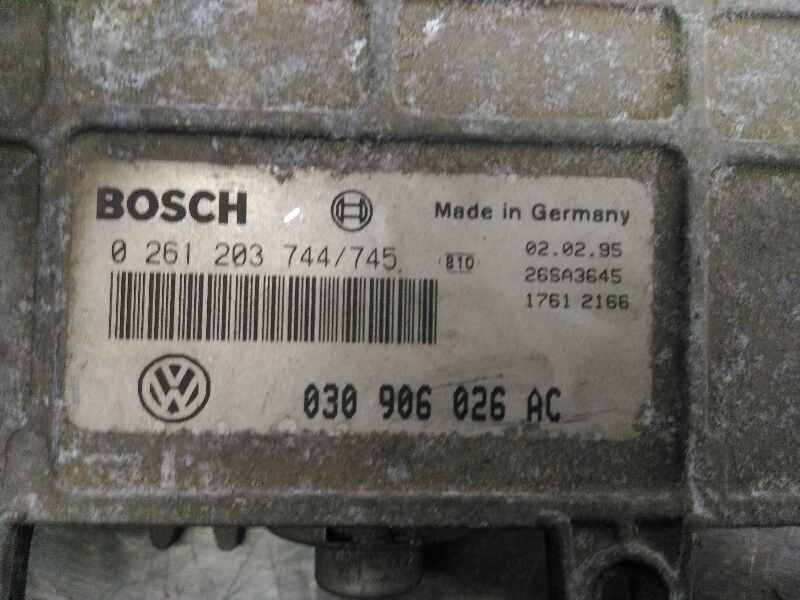 BOSCH
Made in Germany
0 261 203 744/745
810
02.02.95
26SA3645
1761 2166
030 906 026 AC